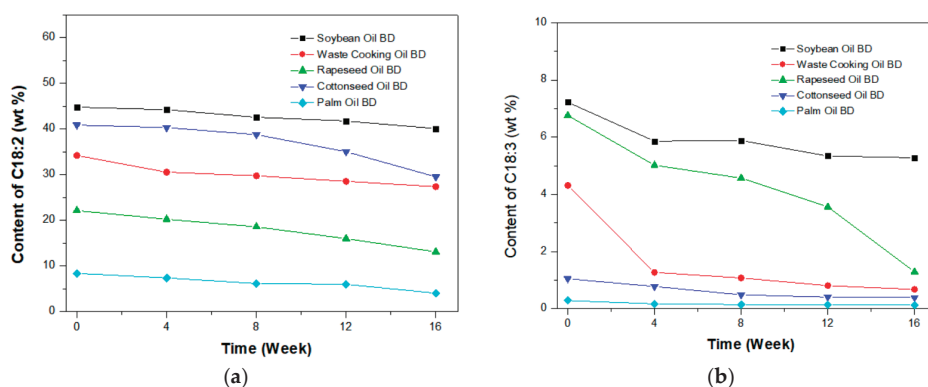 Content of C18:2 (wt %)
60
50
40
30
20
10
0
Soybean Oil BD
Waste Cooking Oil BD
Rapeseed Oil BD
Cottonseed Oil BD
Palm Oil BD
0 4 8 12 16
Time (Week)
(a)
Content of C18:3 (wt %)
10
8
6
4
2
0
Soybean Oil BD
Waste Cooking Oil BD
Rapeseed Oil BD
Cottonseed Oil BD
Palm Oil BD
0 4 8 12 16
Time (Week)
(b)